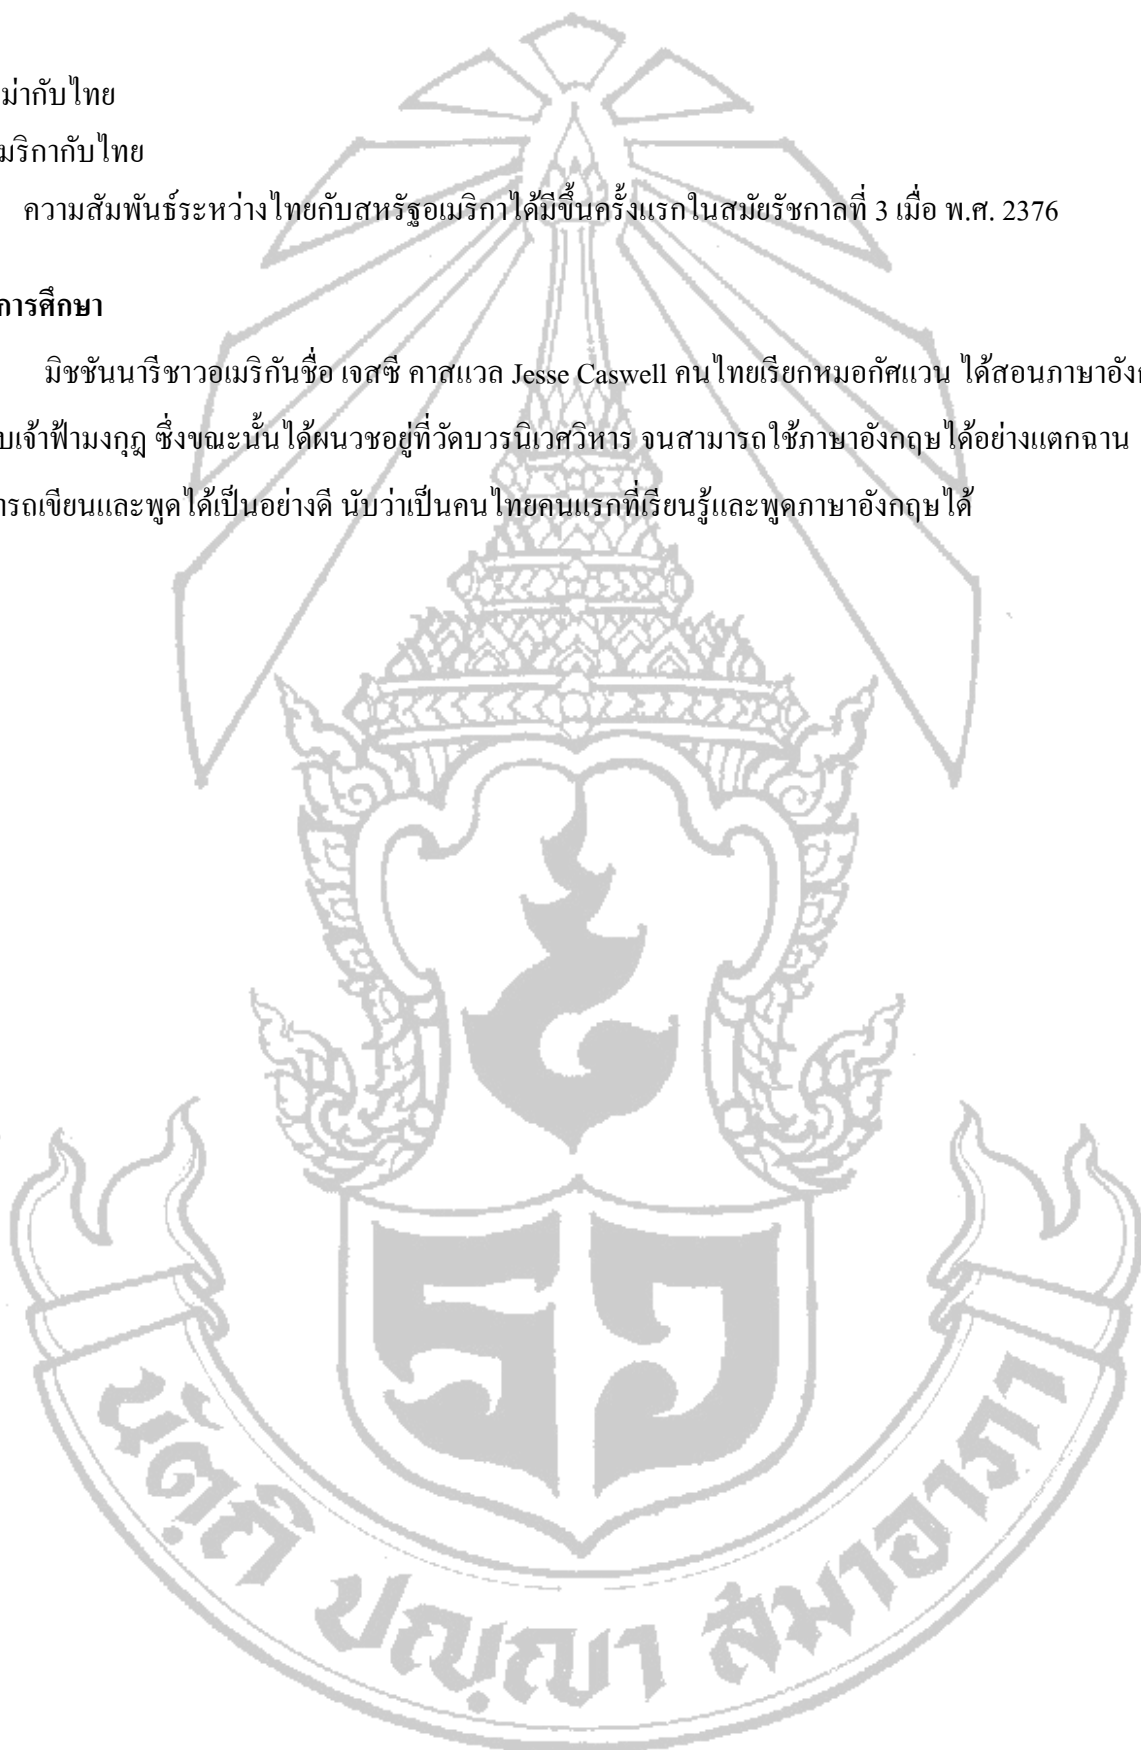 ม่ากับไทย
มริกากับไทย
ความสัมพันธ์ระหว่างไทยกับสหรัฐอเมริกาได้มีขึ้นครั้งแรกในสมัยรัชกาลที่ 3 เมื่อ พ.ศ. 2376
การศึกษา
มิชชันนารีชาวอเมริกันชื่อ เจสซี คาสแวล Jesse Caswell คนไทยเรียกหมอกัศแวน ได้สอนภาษาอังก
บเจ้าฟ้ามงกุฎ ซึ่งขณะนั้นได้ผนวชอยู่ที่วัดบวรนิเวศวิหาร จนสามารถใช้ภาษาอังกฤษได้อย่างแตกฉาน
ารถเขียนและพูดได้เป็นอย่างดี นับว่าเป็นคนไทยคนแรกที่เรียนรู้และพูดภาษาอังกฤษได้
ร๑
นัตฺถิ ปญฺญา สมาอาภา